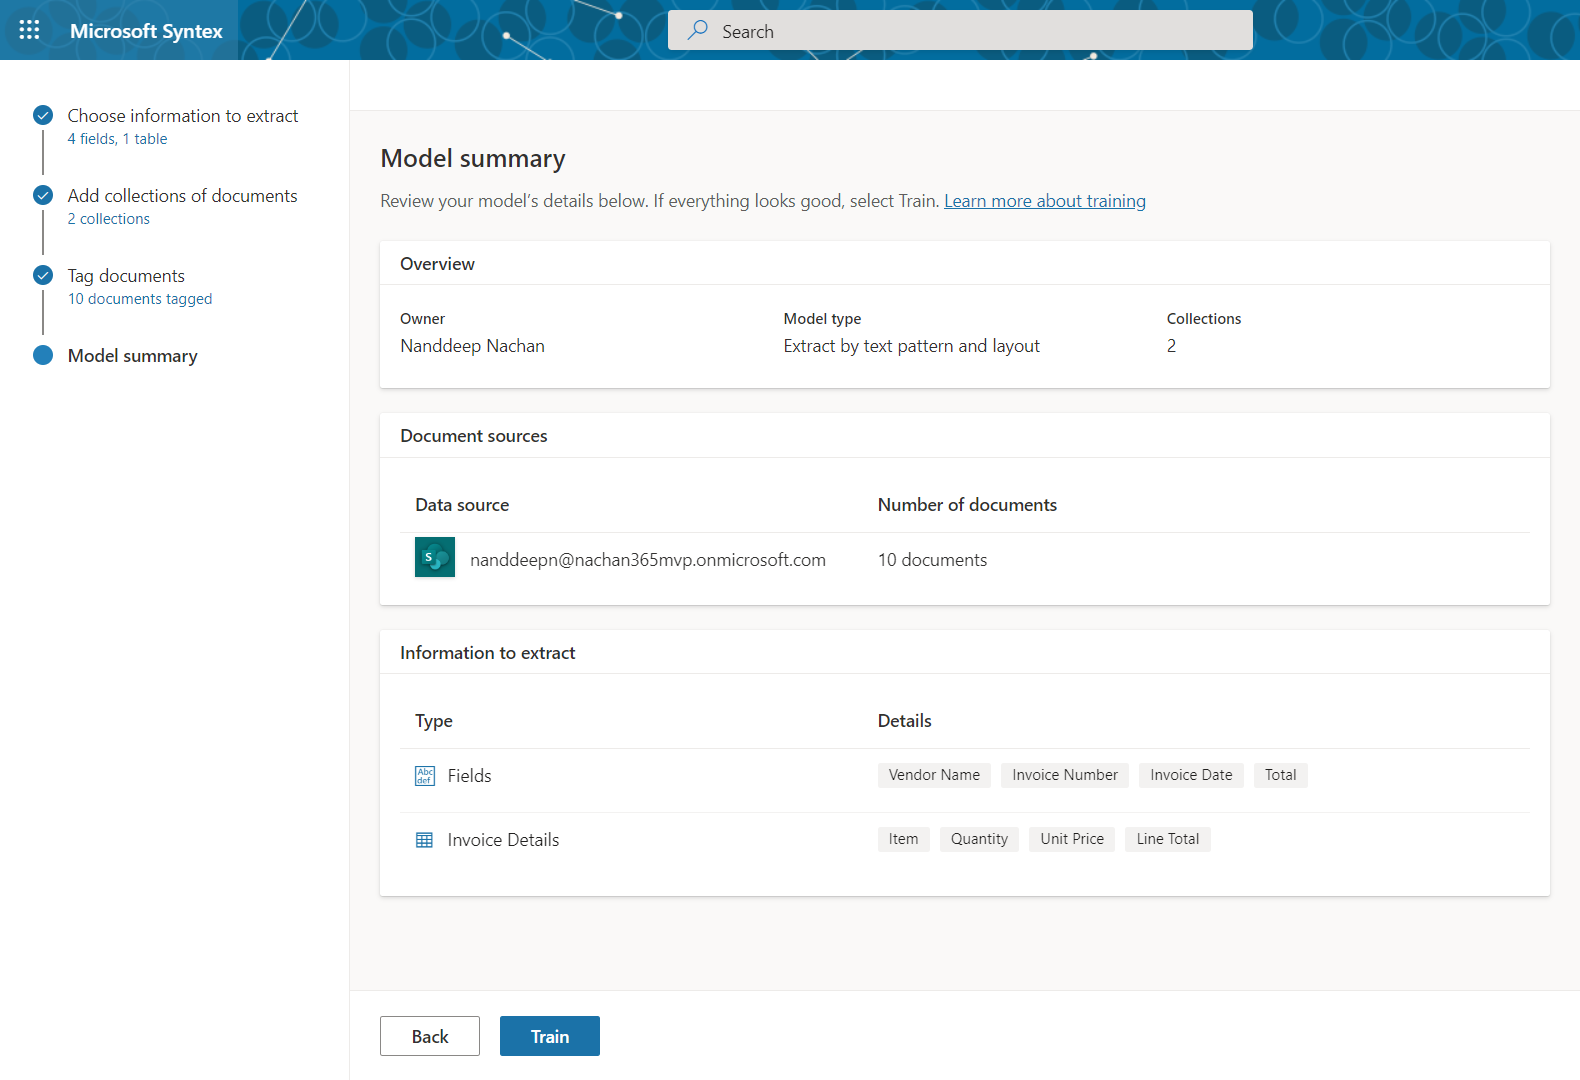 Microsoft Syntex
Search
Choose information to extract
4 fields, 1 table
Add collections of documents
2 collections
Tag documents
10 documents tagged
Model summary
Model summary
Review your model’s details below. If everything looks good, select Train. Learn more about training
Overview
Owner Model type Collections
Nanddeep Nachan Extract by text pattern and layout 2
Document sources
Data source Number of documents
S nanddeepn@nachan365mvp.onmicrosoft.com 10 documents
Information to extract
Type Details
Abc def Fields Vendor Name Invoice Number Invoice Date Total
Invoice Details Item Quantity Unit Price Line Total
Back Train